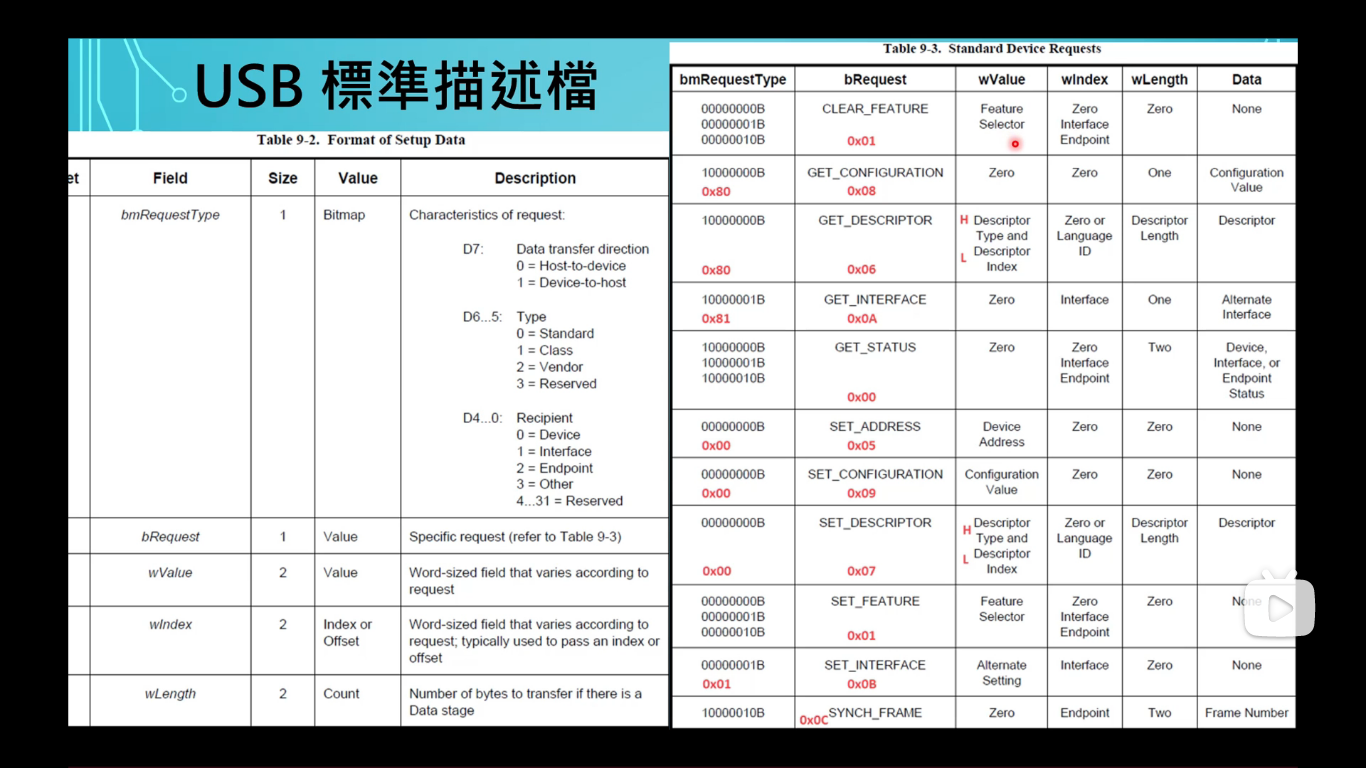 USB 標準描述檔
Table 9-2. Format of Setup Data
et Field Size Value Description
bmRequestType 1 Bitmap Characteristics of request:
D7: Data transfer direction
0 = Host-to-device
1 = Device-to-host
D6...5: Type
0 = Standard
1 = Class
2 = Vendor
3 = Reserved
D4...0: Recipient
0 = Device
1 = Interface
2 = Endpoint
3 = Other
4...31 = Reserved
bRequest 1 Value Specific request (refer to Table 9-3)
wValue 2 Value Word-sized field that varies according to
request
wIndex 2 Index or Word-sized field that varies according to
Offset request; typically used to pass an index or
offset
wLength 2 Count Number of bytes to transfer if there is a
Data stage
Table 9-3. Standard Device Requests
bmRequestType bRequest wValue wIndex wLength Data
00000000B CLEAR_FEATURE Feature Zero Zero None
00000001B Selector Interface
00000010B 0x01 Endpoint
10000000B GET_CONFIGURATION Zero Zero One Configuration
0x80 0x08 Value
10000000B GET_DESCRIPTOR H Descriptor Zero or Descriptor Descriptor
Type and Language Length
L Descriptor ID
0x80 0x06 Index
10000001B GET_INTERFACE Zero Interface One Alternate
0x81 0x0A Interface
10000000B GET_STATUS Zero Zero Two Device,
10000001B Interface Interface, or
10000010B Endpoint Endpoint
0x00 Status
00000000B SET_ADDRESS Device Zero Zero None
0x00 0x05 Address
00000000B SET_CONFIGURATION Configuration Zero Zero None
0x00 0x09 Value
00000000B SET_DESCRIPTOR H Descriptor Zero or Descriptor Descriptor
Type and Language Length
L Descriptor ID
0x00 0x07 Index
00000000B SET_FEATURE Feature Zero Zero None
00000001B Selector Interface
00000010B 0x01 Endpoint
00000001B SET_INTERFACE Alternate Interface Zero None
0x01 0x0B Setting
10000010B 0x0C SYNCH_FRAME Zero Endpoint Two Frame Number